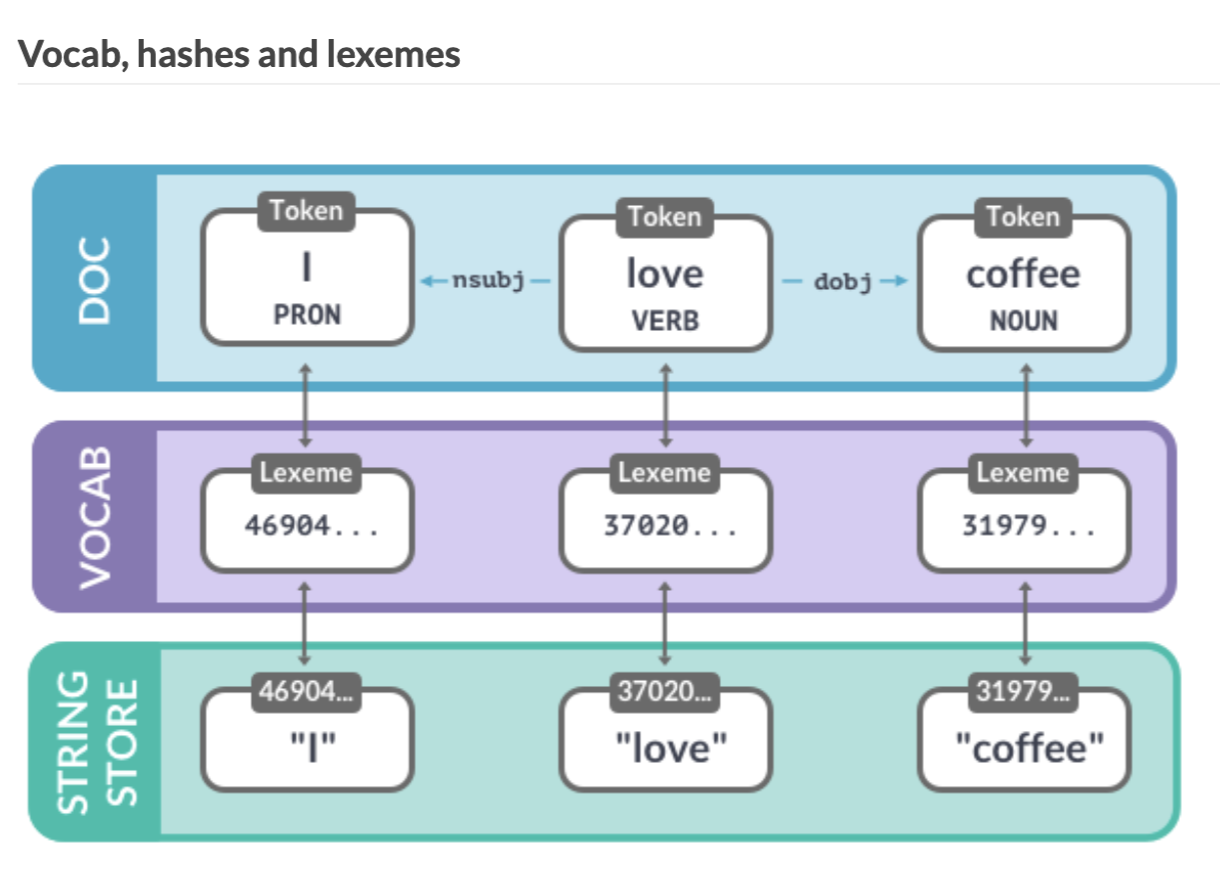 Vocab, hashes and lexemes
DOC
Token
I
PRON
nsubj
Token
love
VERB
dobj
Token
coffee
NOUN
VOCAB
Lexeme
46904...
Lexeme
37020...
Lexeme
31979...
STRING
STORE
46904...
"I"
37020...
"love"
31979...
"coffee"